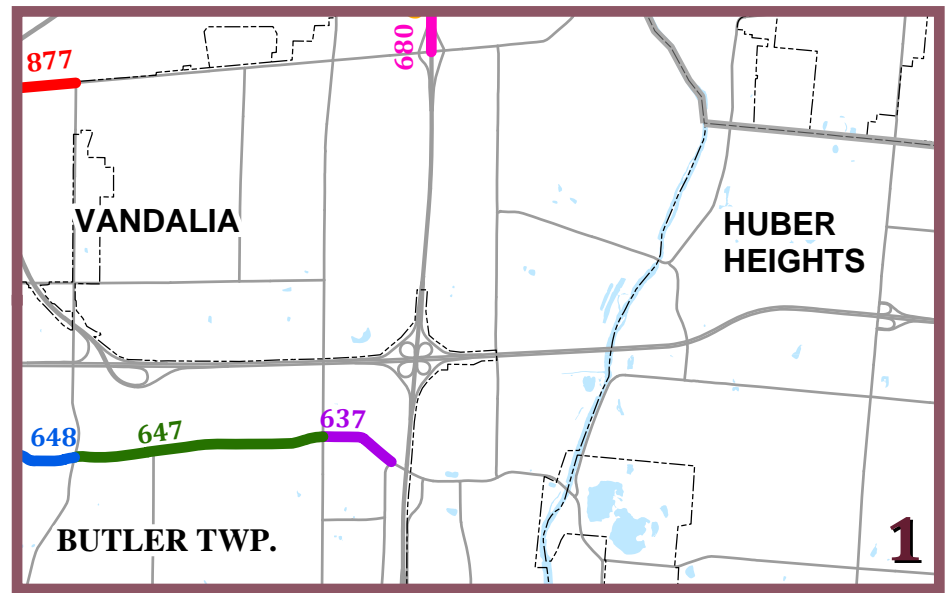 877
680
VANDALIA
HUBER
HEIGHTS
637
647
648
BUTLER TWP.
1